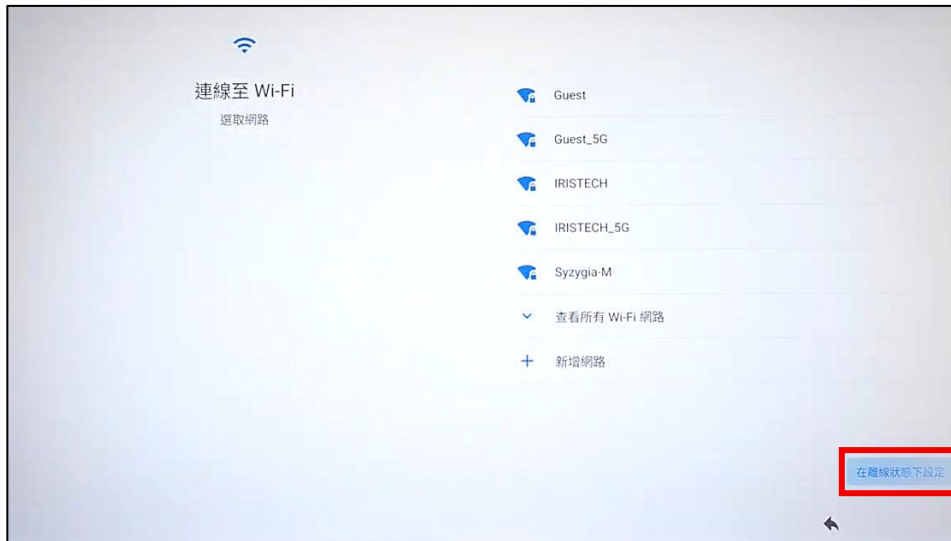 連線至 Wi-Fi
選取網路
Guest
Guest_5G
IRISTECH
IRISTECH_5G
Syzygia-M
查看所有 Wi-Fi 網路
新增網路
在離線狀態下設定